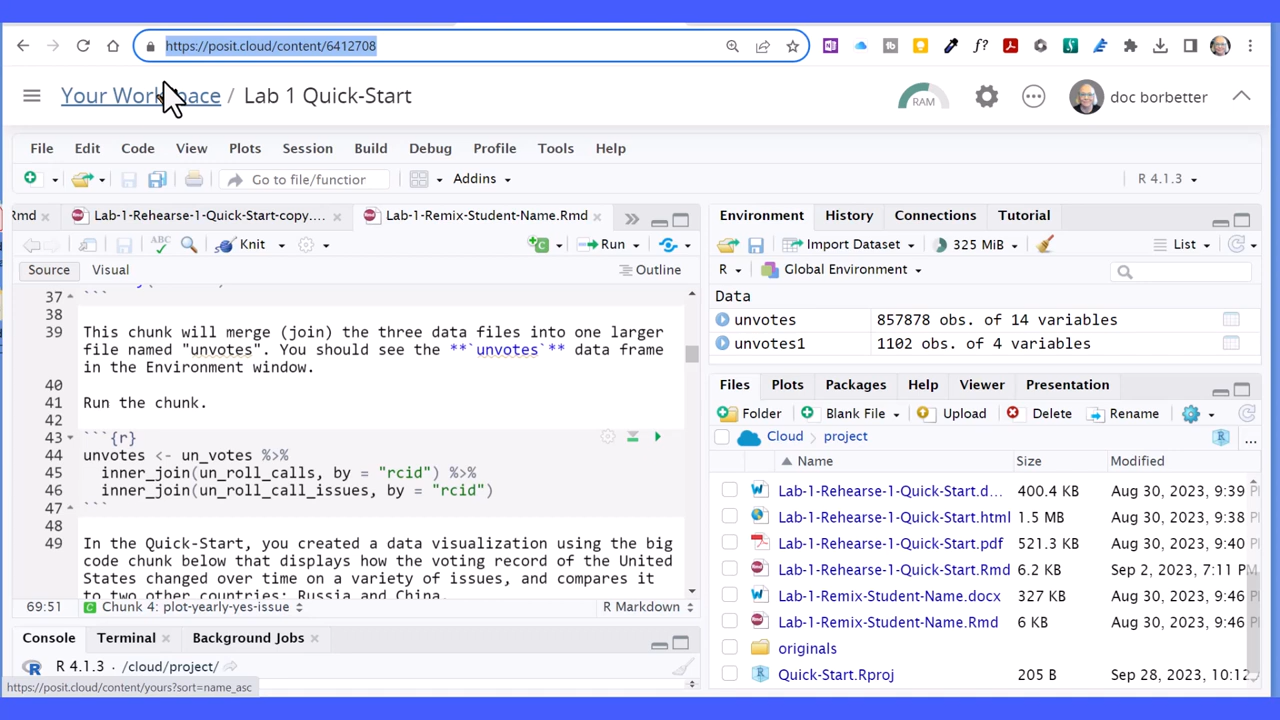 https://posit.cloud/content/6412708
Your Workspace / Lab 1 Quick-Start
RAM
doc borbetter
File Edit Code View Plots Session Build Debug Profile Tools Help
Go to file/function
Addins
R 4.1.3
Rmd
Lab-1-Rehearse-1-Quick-Start-copy....
Lab-1-Remix-Student-Name.Rmd
ABC
Knit
Run
Source Visual
Outline
37 ```
38
39 This chunk will merge (join) the three data files into one larger
file named "unvotes". You should see the **`unvotes`** data frame
in the Environment window.
40
41 Run the chunk.
42
43 ```{r}
44 unvotes <- un_votes %>%
45 inner_join(un_roll_calls, by = "rcid") %>%
46 inner_join(un_roll_call_issues, by = "rcid")
47 ```
48
49 In the Quick-Start, you created a data visualization using the big
code chunk below that displays how the voting record of the United
States changed over time on a variety of issues, and compares it
to two other countries: Russia and China.
69:51 Chunk 4: plot-yearly-yes-issue R Markdown
Console Terminal Background Jobs
R 4.1.3 . /cloud/project/
https://posit.cloud/content/yours?sort=name_asc
Environment History Connections Tutorial
Import Dataset 325 MiB List
R Global Environment
Data
unvotes 857878 obs. of 14 variables
unvotes1 1102 obs. of 4 variables
Files Plots Packages Help Viewer Presentation
Folder Blank File Upload Delete Rename
Cloud project
Name Size Modified
Lab-1-Rehearse-1-Quick-Start.d... 400.4 KB Aug 30, 2023, 9:39
Lab-1-Rehearse-1-Quick-Start.html 1.5 MB Aug 30, 2023, 9:38
Lab-1-Rehearse-1-Quick-Start.pdf 521.3 KB Aug 30, 2023, 9:40
Lab-1-Rehearse-1-Quick-Start.Rmd 6.2 KB Sep 2, 2023, 7:11 PM
Lab-1-Remix-Student-Name.docx 327 KB Aug 30, 2023, 9:46
Lab-1-Remix-Student-Name.Rmd 6 KB Aug 30, 2023, 9:46
originals
Quick-Start.Rproj 205 B Sep 28, 2023, 10:12